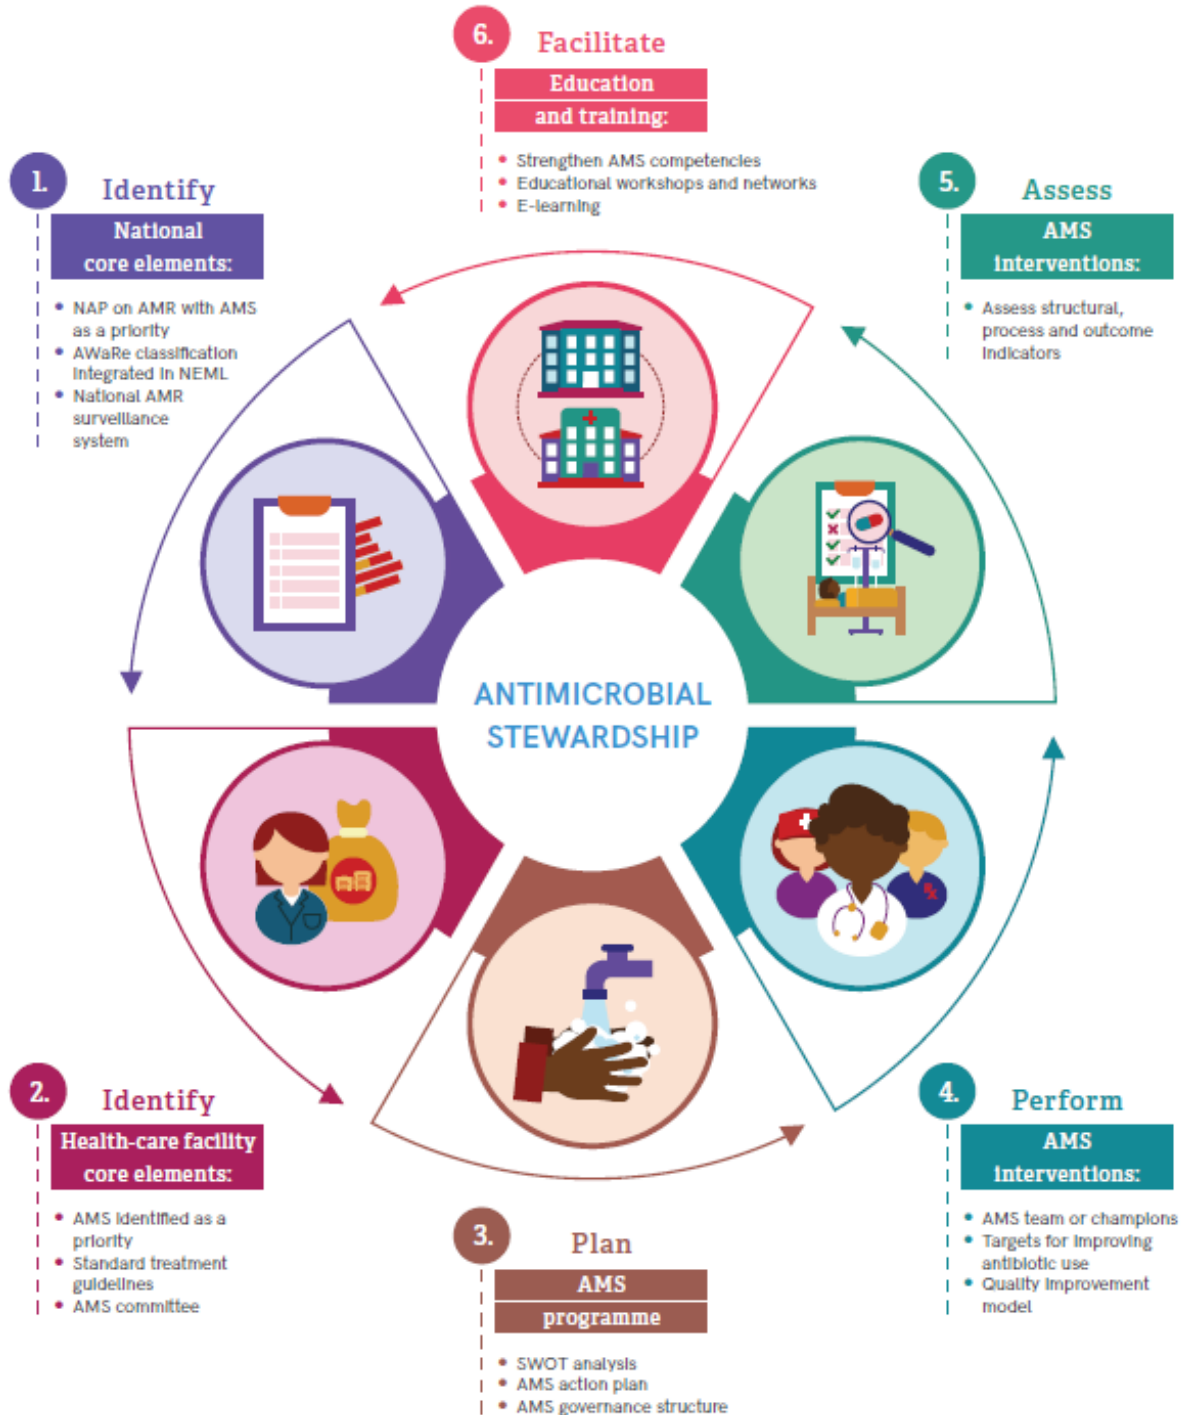 6.
Facilitate
Education
and training:
• Strengthen AMS competencies
• Educational workshops and networks
• E-learning
1.
Identify
National
core elements:
• NAP on AMR with AMS
as a priority
• AWaRe classification
integrated in NEML
• National AMR
surveillance
system
5.
Assess
AMS
interventions:
• Assess structural,
process and outcome
indicators
ANTIMICROBIAL
STEWARDSHIP
2.
Identify
Health-care facility
core elements:
• AMS identified as a
priority
• Standard treatment
guidelines
• AMS committee
3.
Plan
AMS
programme
• SWOT analysis
• AMS action plan
• AMS governance structure
4.
Perform
AMS
interventions:
• AMS team or champions
• Targets for improving
antibiotic use
• Quality improvement
model